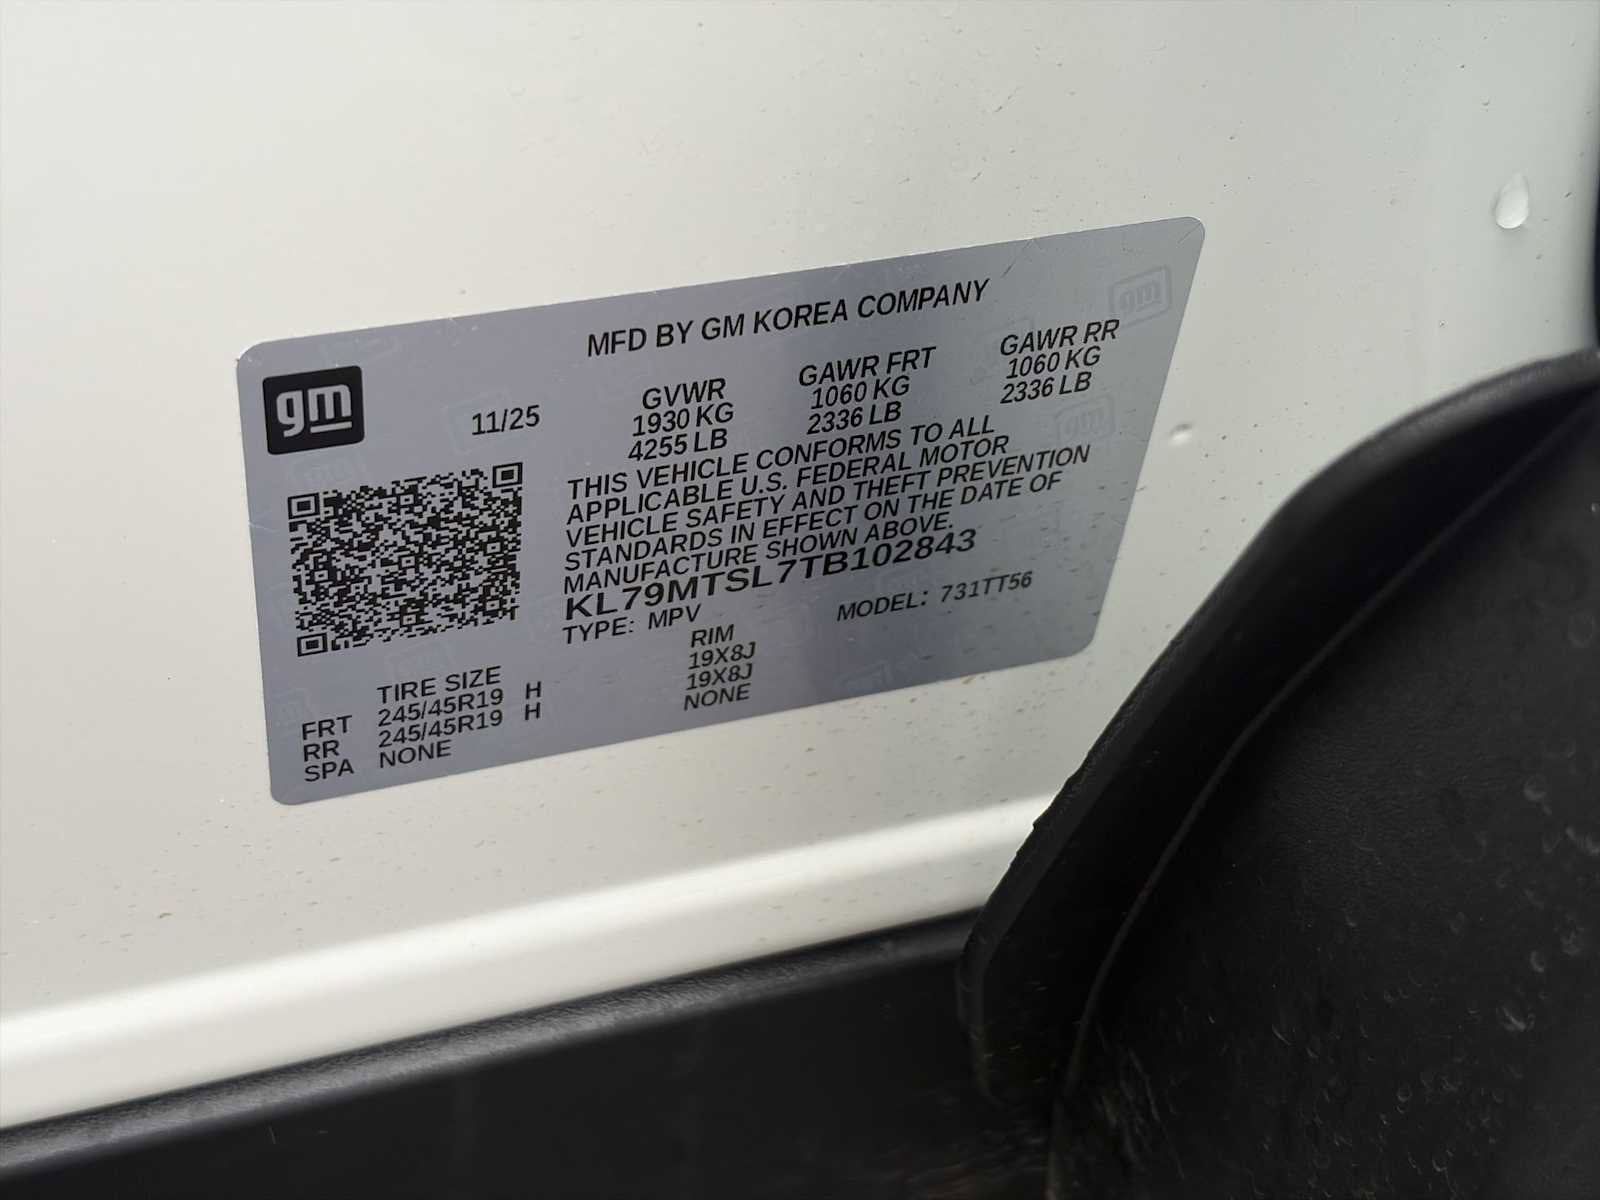 MFD BY GM KOREA COMPANY
gm
11/25
GVWR GAWR FRT GAWR RR
1930 KG 1060 KG 1060 KG
4255 LB 2336 LB 2336 LB
THIS VEHICLE CONFORMS TO ALL
APPLICABLE U.S. FEDERAL MOTOR
VEHICLE SAFETY AND THEFT PREVENTION
STANDARDS IN EFFECT ON THE DATE OF
MANUFACTURE SHOWN ABOVE.
KL79MTSL7TB102843
TYPE: MPV MODEL: 731TT56
TIRE SIZE RIM
FRT 245/45R19 H 19X8J
RR 245/45R19 H 19X8J
SPA NONE NONE